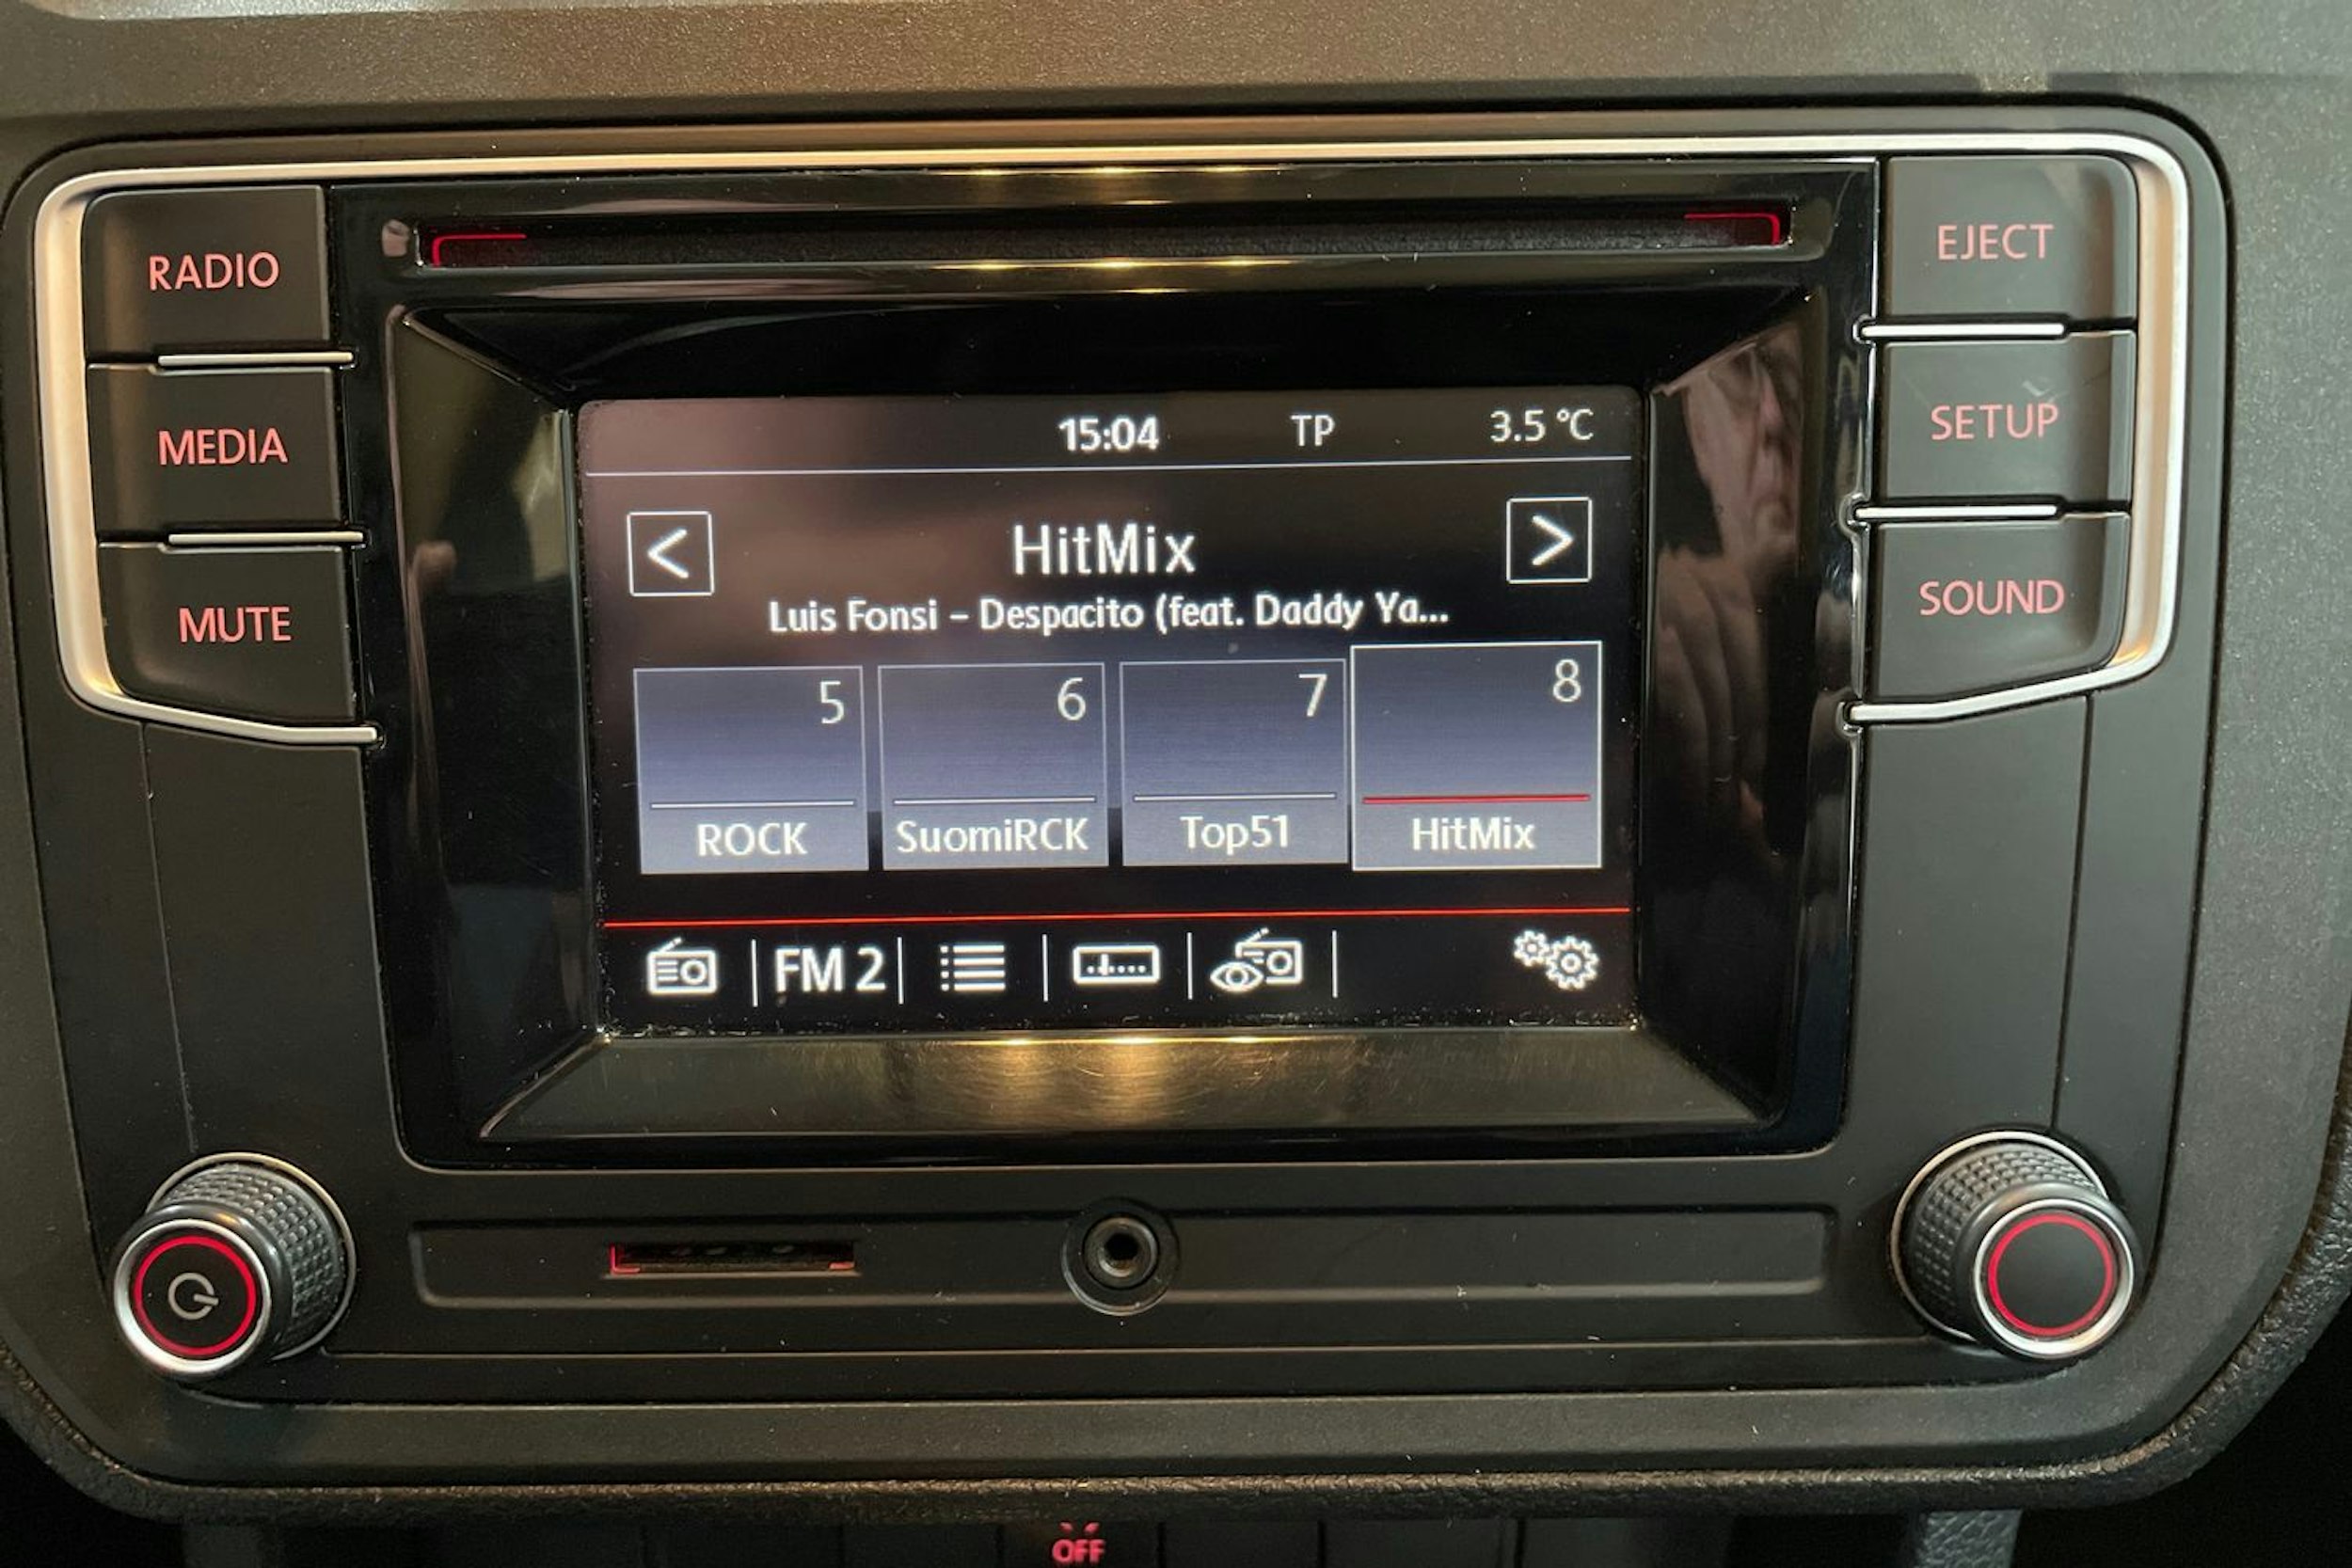 RADIO
MEDIA
MUTE
EJECT
SETUP
SOUND
15:04 TP 3.5 °C
< HitMix >
Luis Fonsi – Despacito (feat. Daddy Ya...
5 6 7 8
ROCK SuomiRCK Top51 HitMix
FM 2
OFF